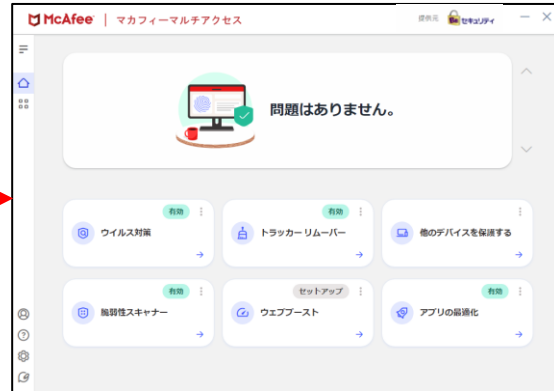 McAfee | マカフィーマルチアクセス
提供元 セキュリティ
問題はありません。
有効
ウイルス対策
有効
トラッカー リムーバー
他のデバイスを保護する
有効
脆弱性スキャナー
セットアップ
ウェブブースト
有効
アプリの最適化